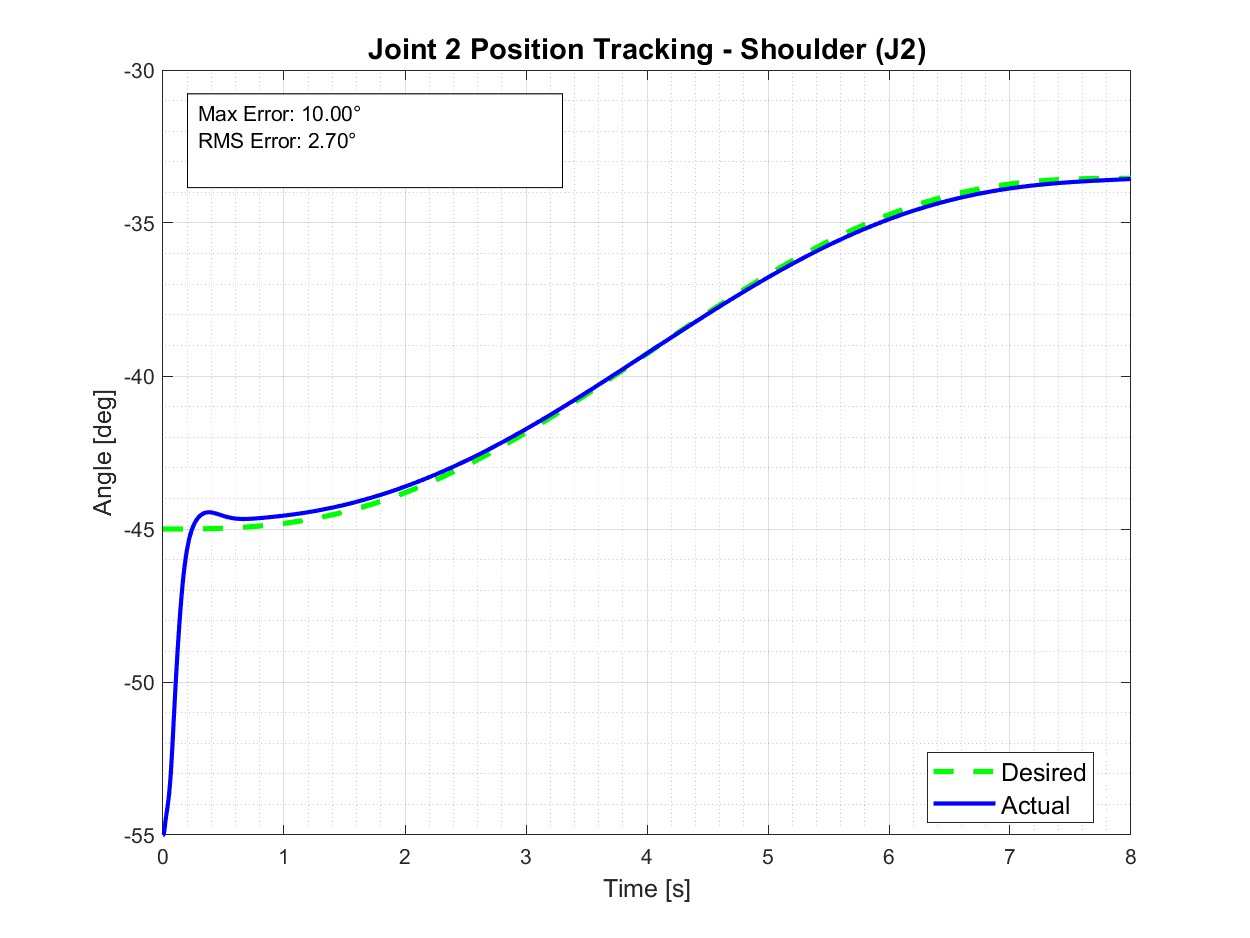 Joint 2 Position Tracking - Shoulder (J2)
-30
Max Error: 10.00°
RMS Error: 2.70°
-35
-40
Angle [deg]
-45
-50
Desired
Actual
-55
0 1 2 3 4 5 6 7 8
Time [s]